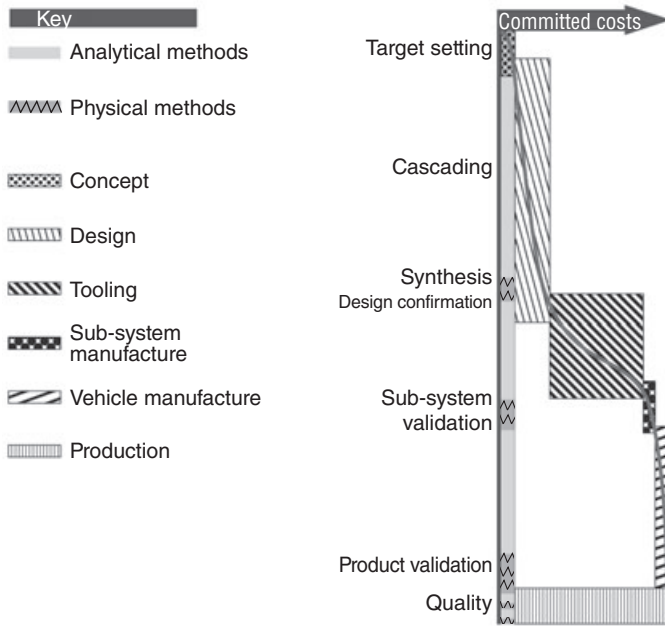 Key
Analytical methods
Physical methods
Concept
Design
Tooling
Sub-system
manufacture
Vehicle manufacture
Production
Committed costs
Target setting
Cascading
Synthesis
Design confirmation
Sub-system
validation
Product validation
Quality